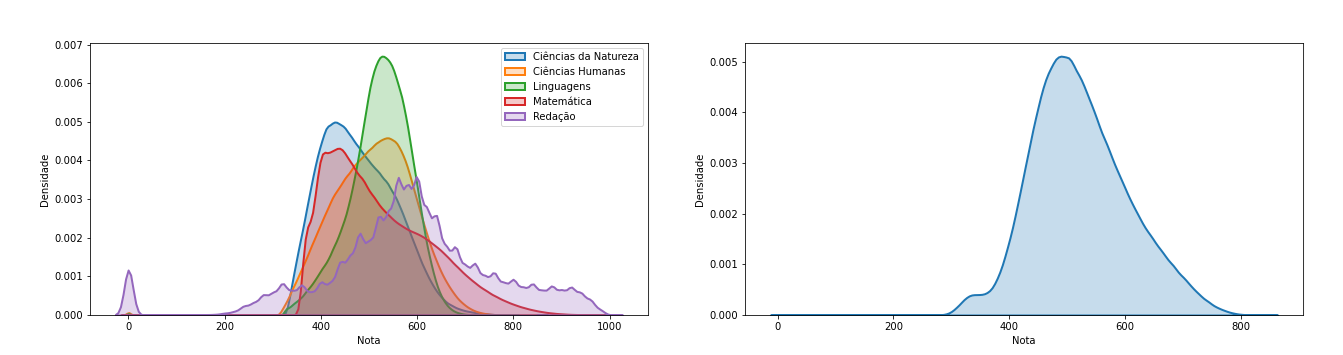 0.007
0.006
0.005
0.004
0.003
0.002
0.001
0.000
Densidade
0
200
400
600
800
1000
Nota
Ciências da Natureza
Ciências Humanas
Linguagens
Matemática
Redação
0.005
0.004
0.003
0.002
0.001
0.000
Densidade
0
200
400
600
800
Nota